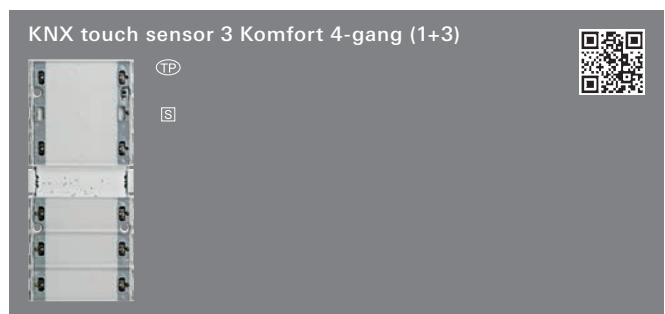 KNX touch sensor 3 Komfort 4-gang (1+3)
TP
S